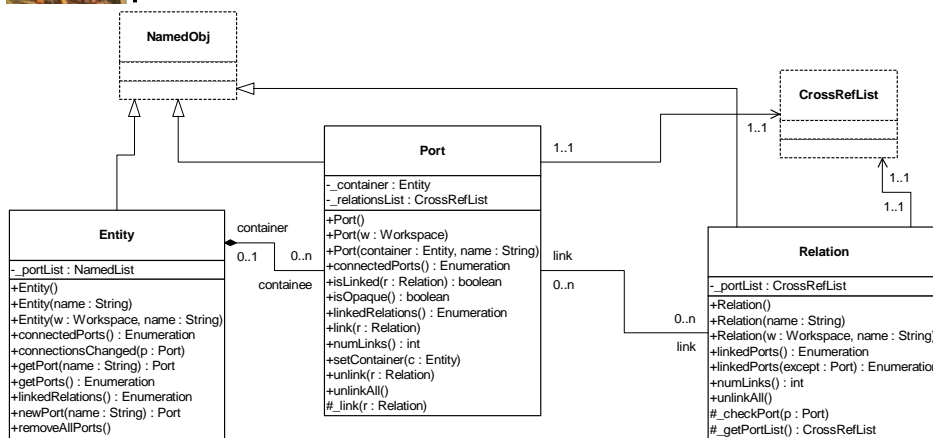 NamedObj
CrossRefList
1..1
Port
1..1
-_container : Entity
-_relationsList : CrossRefList
1..1
1..1
+Port()
+Port(w : Workspace)
+Port(container : Entity, name : String)
+connectedPorts() : Enumeration
+isLinked(r : Relation) : boolean
+isOpaque() : boolean
+linkedRelations() : Enumeration
+link(r : Relation)
+numLinks() : int
+setContainer(c : Entity)
+unlink(r : Relation)
+unlinkAll()
#_link(r : Relation)
container
0..1
0..n
containee
link
0..n
0..n
link
Entity
-_portList : NamedList
+Entity()
+Entity(name : String)
+Entity(w : Workspace, name : String)
+connectedPorts() : Enumeration
+connectionsChanged(p : Port)
+getPort(name : String) : Port
+getPorts() : Enumeration
+linkedRelations() : Enumeration
+newPort(name : String) : Port
+removeAllPorts()
Relation
-_portList : CrossRefList
+Relation()
+Relation(name : String)
+Relation(w : Workspace, name : String)
+linkedPorts() : Enumeration
+linkedPorts(except : Port) : Enumeration
+numLinks() : int
+unlinkAll()
#_checkPort(p : Port)
#_getPortList() : CrossRefList